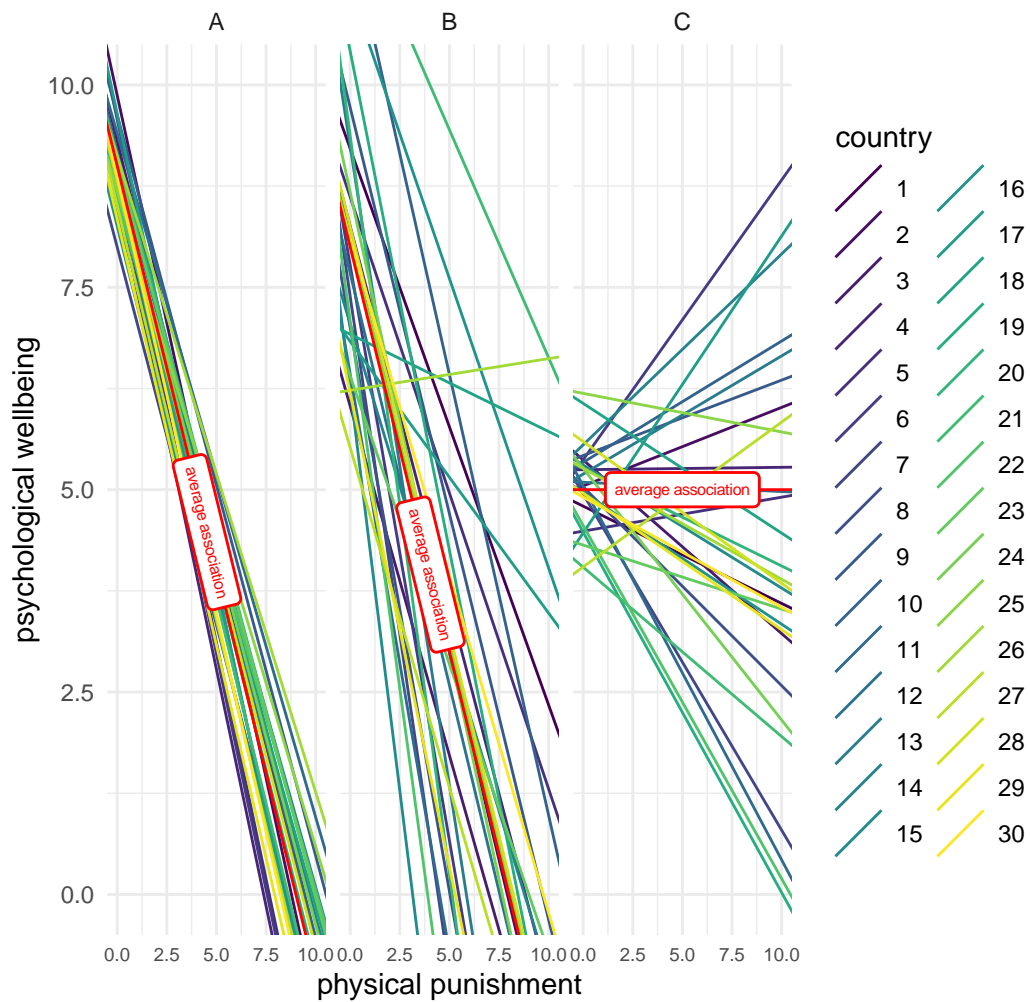 A
B
C
10.0
7.5
5.0
2.5
0.0
psychological wellbeing
average association
average association
average association
0.0 2.5 5.0 7.5 10.0
0.0 2.5 5.0 7.5 10.0
0.0 2.5 5.0 7.5 10.0
physical punishment
country
1
2
3
4
5
6
7
8
9
10
11
12
13
14
15
16
17
18
19
20
21
22
23
24
25
26
27
28
29
30